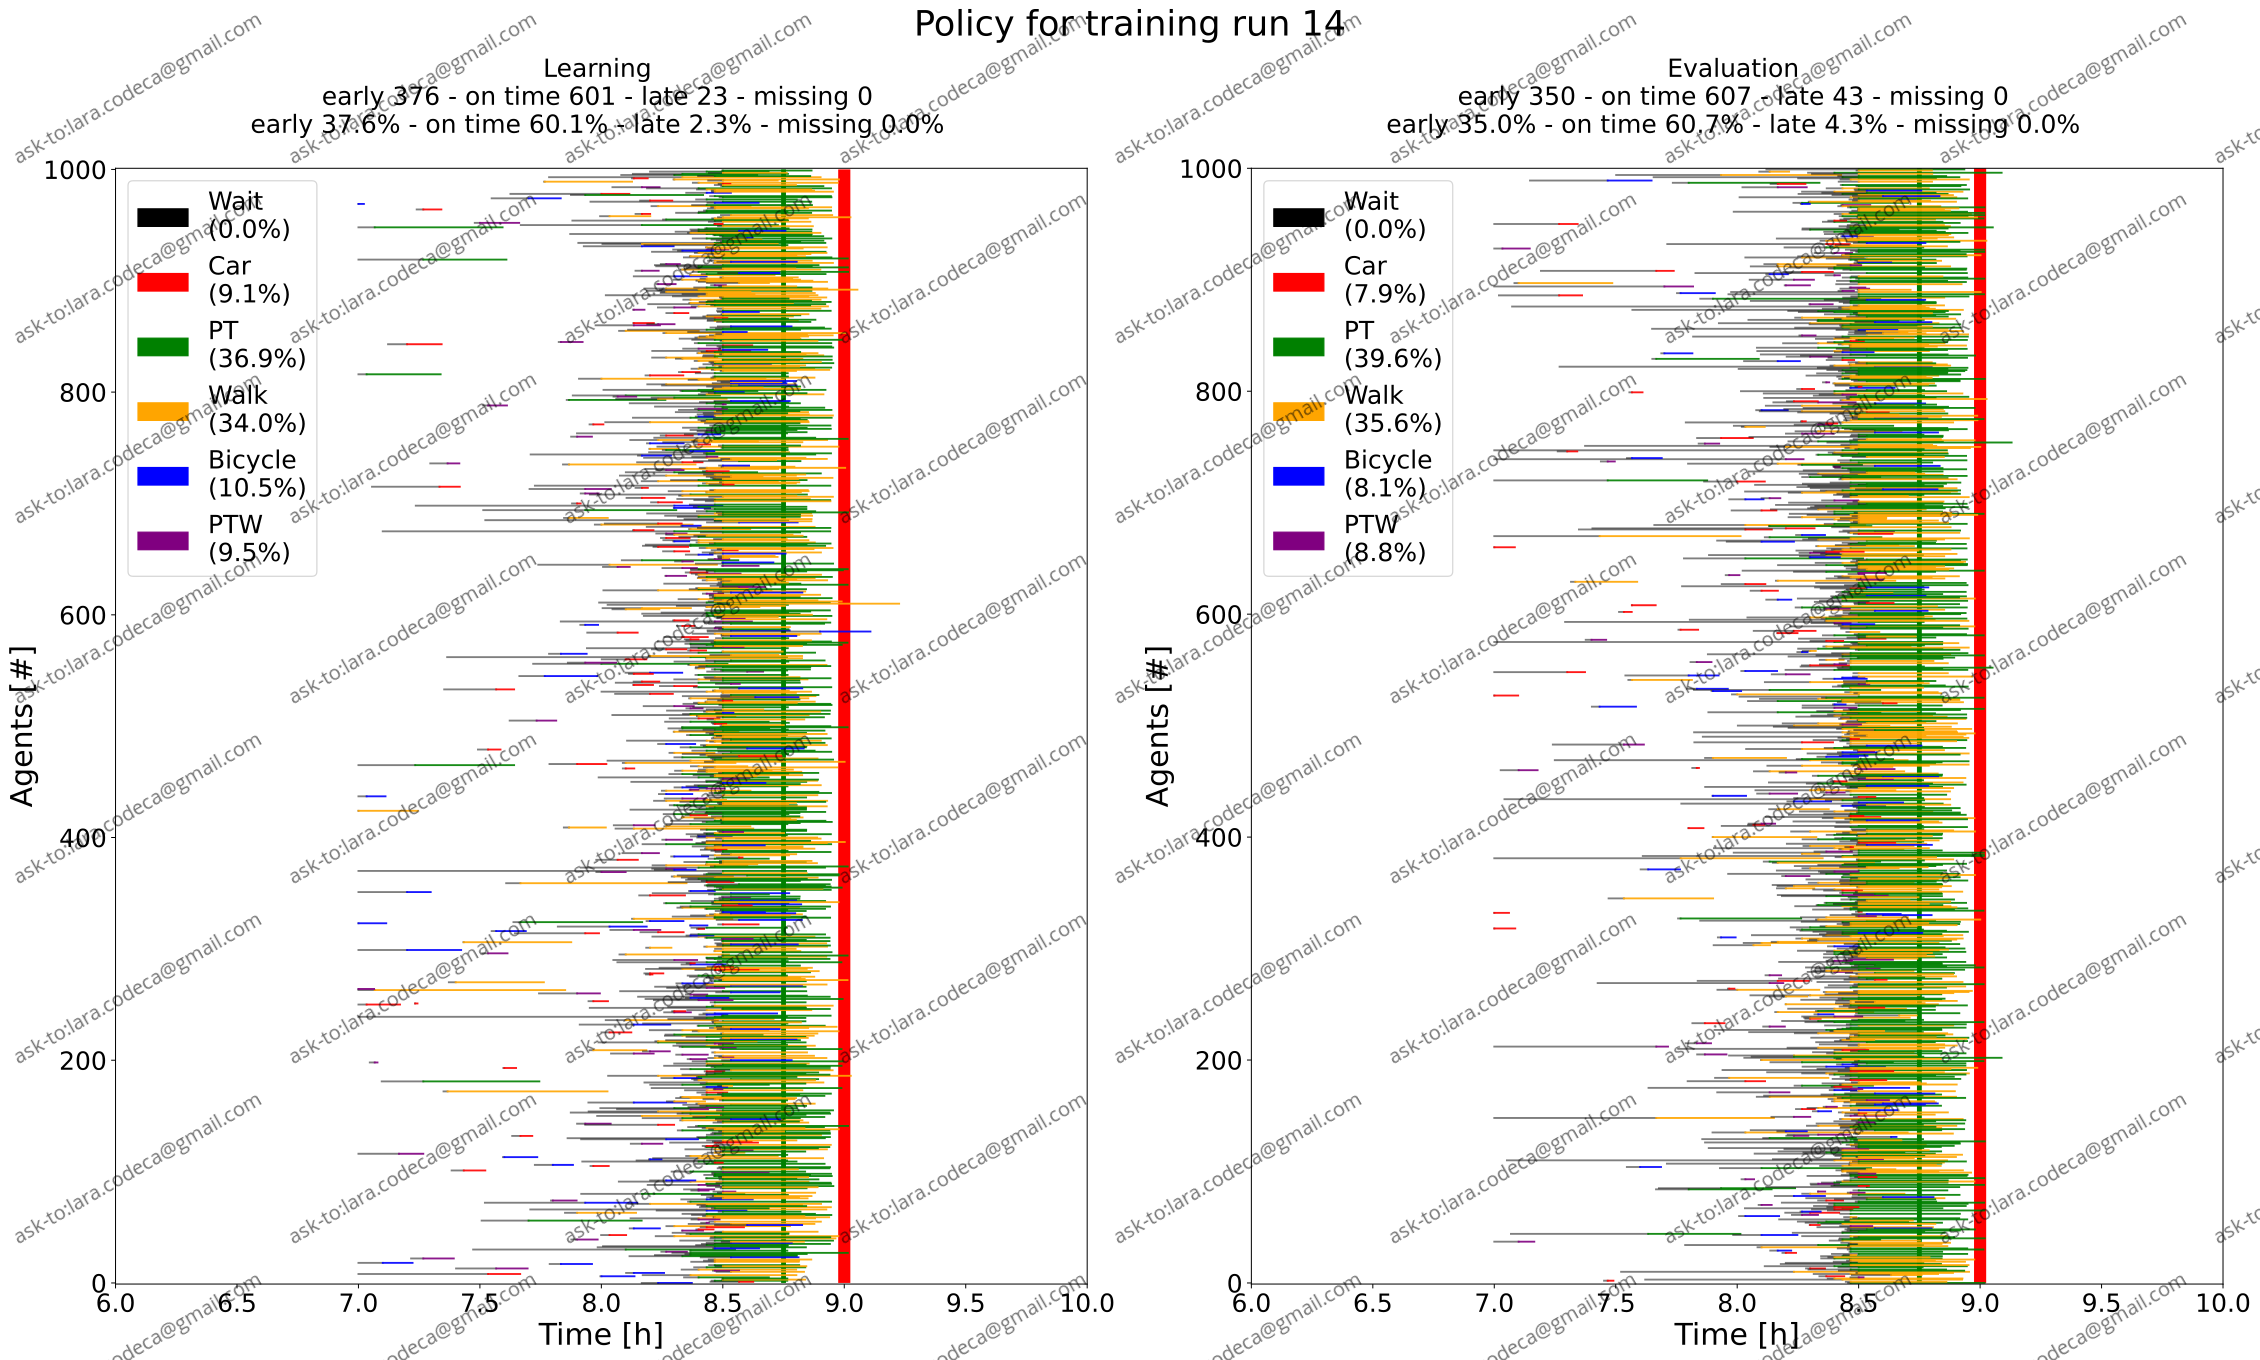 Policy for training run 14
Learning
early 376 - on time 601 - late 23 - missing 0
early 37.6% - on time 60.1% - late 2.3% - missing 0.0%
1000
800
600
400
200
0
Agents [#]
Wait
(0.0%)
Car
(9.1%)
PT
(36.9%)
Walk
(34.0%)
Bicycle
(10.5%)
PTW
(9.5%)
6.0 6.5 7.0 7.5 8.0 8.5 9.0 9.5 10.0
Time [h]
Evaluation
early 350 - on time 607 - late 43 - missing 0
early 35.0% - on time 60.7% - late 4.3% - missing 0.0%
1000
800
600
400
200
0
Agents [#]
Wait
(0.0%)
Car
(7.9%)
PT
(39.6%)
Walk
(35.6%)
Bicycle
(8.1%)
PTW
(8.8%)
6.0 6.5 7.0 7.5 8.0 8.5 9.0 9.5 10.0
Time [h]
ask-to:lara.codeca@gmail.com